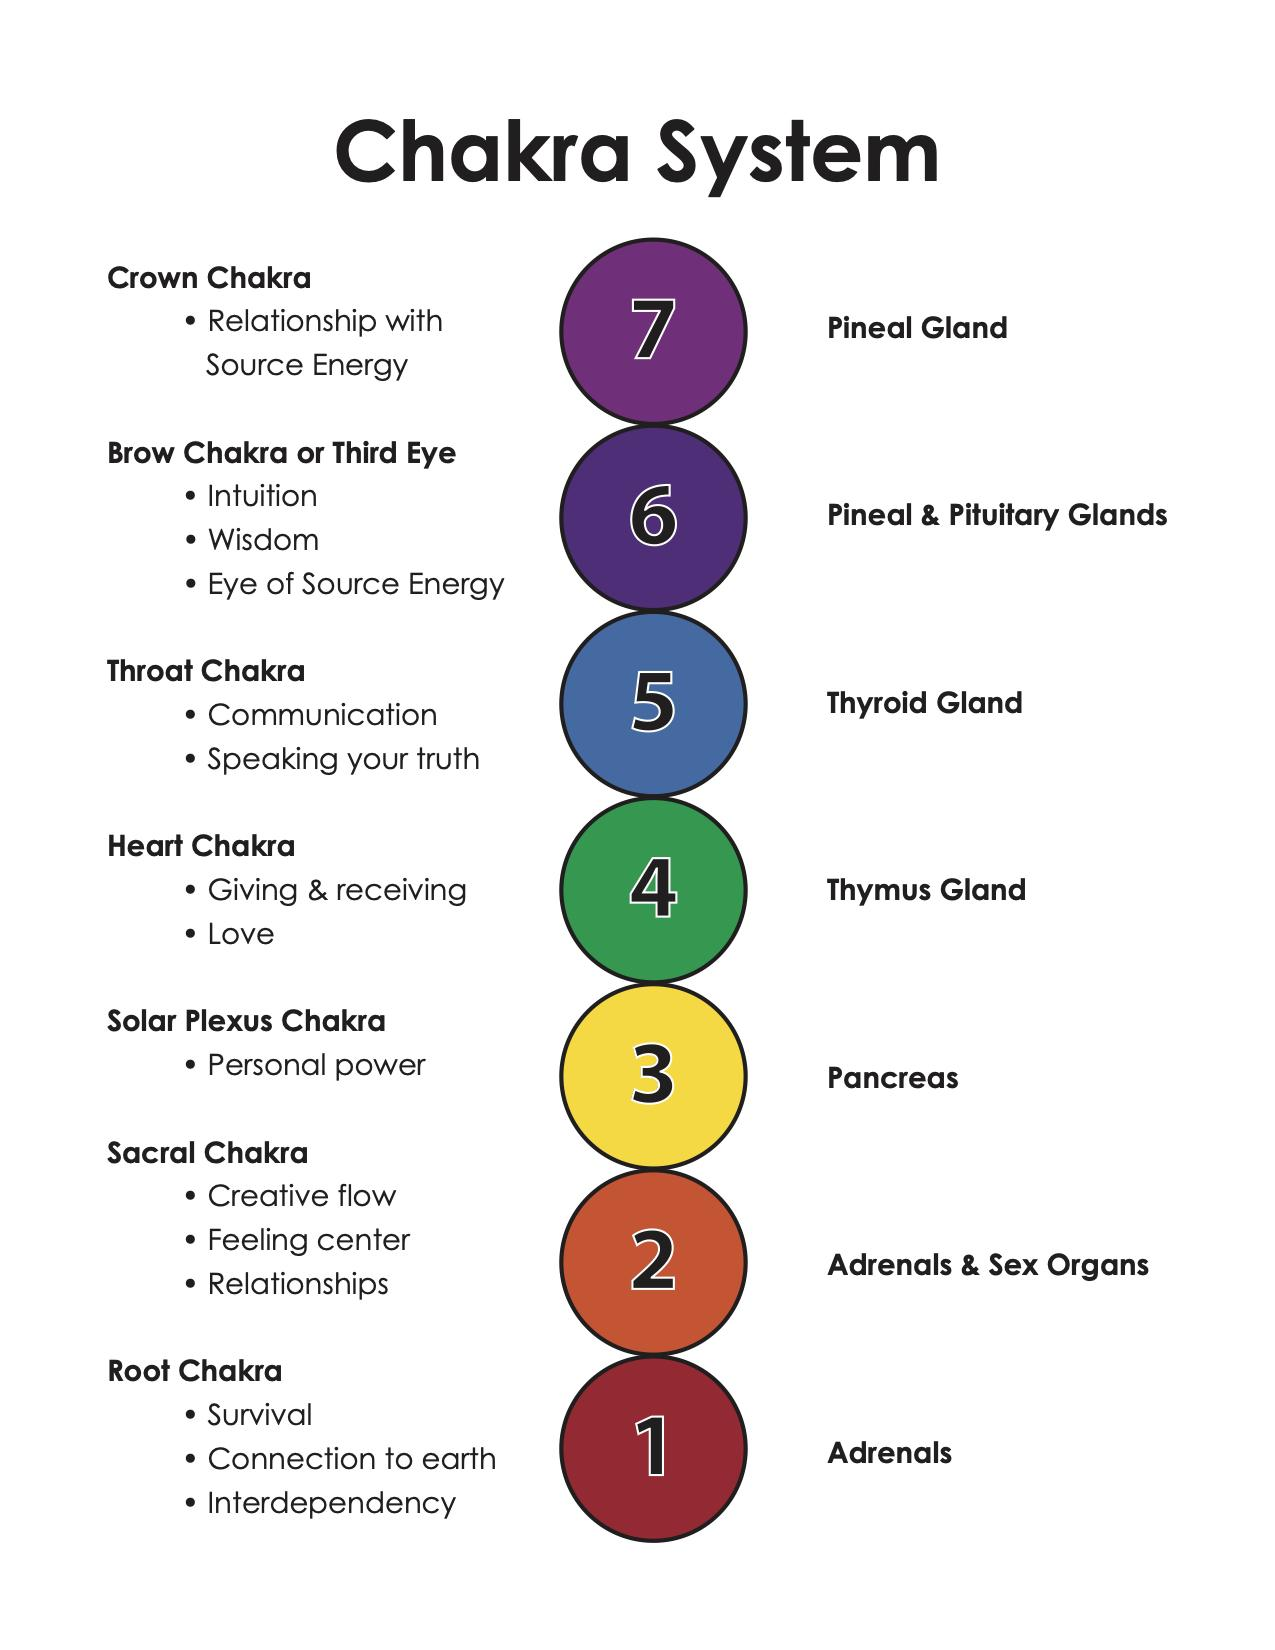 Chakra System
Crown Chakra
• Relationship with
Source Energy
7
Pineal Gland
Brow Chakra or Third Eye
• Intuition
• Wisdom
• Eye of Source Energy
6
Pineal & Pituitary Glands
Throat Chakra
• Communication
• Speaking your truth
5
Thyroid Gland
Heart Chakra
• Giving & receiving
• Love
4
Thymus Gland
Solar Plexus Chakra
• Personal power
3
Pancreas
Sacral Chakra
• Creative flow
• Feeling center
• Relationships
2
Adrenals & Sex Organs
Root Chakra
• Survival
• Connection to earth
• Interdependency
1
Adrenals